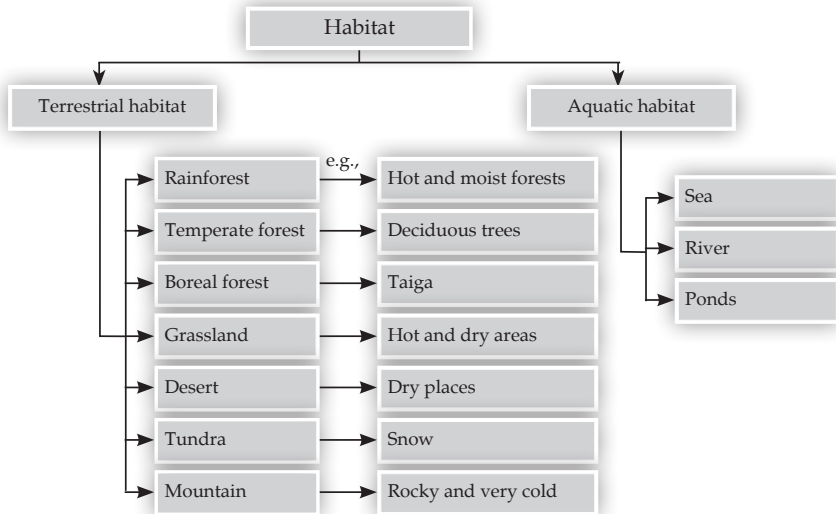 Habitat
Terrestrial habitat
Aquatic habitat
e.g.,
Rainforest
Hot and moist forests
Temperate forest
Deciduous trees
Boreal forest
Taiga
Grassland
Hot and dry areas
Desert
Dry places
Tundra
Snow
Mountain
Rocky and very cold
Sea
River
Ponds